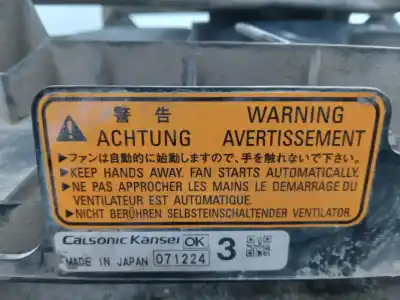 警告 WARNING
ACHTUNG AVERTISSEMENT
▶ファンは自動的に始動しますので、手を触れないで下さい。
▶KEEP HANDS AWAY. FAN STARTS AUTOMATICALLY.
▶NE PAS APPROCHER LES MAINS LE DEMARRAGE DU
VENTILATEUR EST AUTOMATIQUE.
▶NICHT BERÜHREN SELBSTEINSCHALTENDER VENTILATOR.
Calsonic Kansei OK 3
MADE IN JAPAN 071224